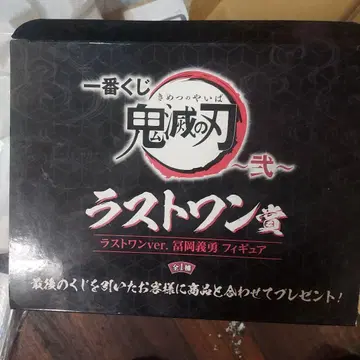 一番くじ
きめつのやいば
鬼滅の刃
～弐～
ラストワン賞
ラストワンver. 冨岡義勇 フィギュア
全1種
最後のくじを引いたお客様に商品と合わせてプレゼント！